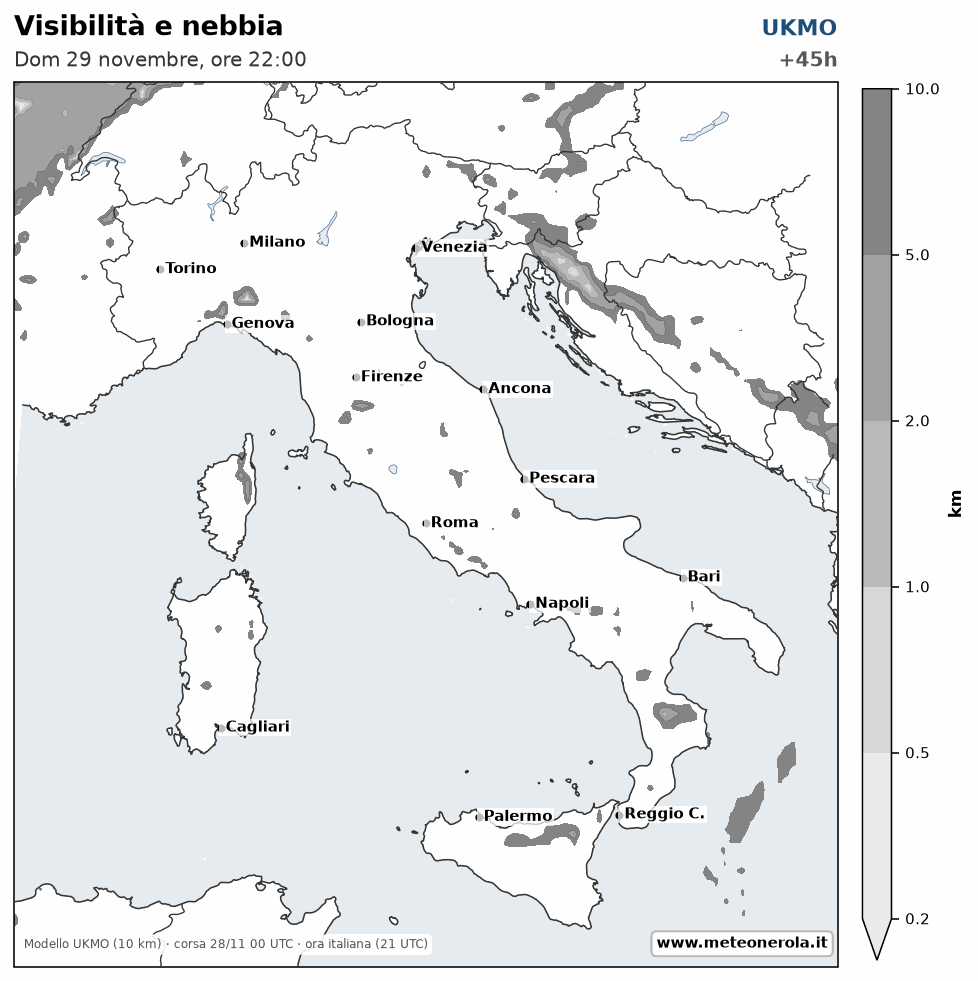 Visibilità e nebbia
UKMO
Dom 29 novembre, ore 22:00
+45h
10.0
5.0
2.0
1.0
0.5
0.2
km
Milano
Venezia
Torino
Genova
Bologna
Firenze
Ancona
Pescara
Roma
Bari
Napoli
Cagliari
Palermo
Reggio C.
Modello UKMO (10 km) · corsa 28/11 00 UTC · ora italiana (21 UTC)
www.meteonerola.it